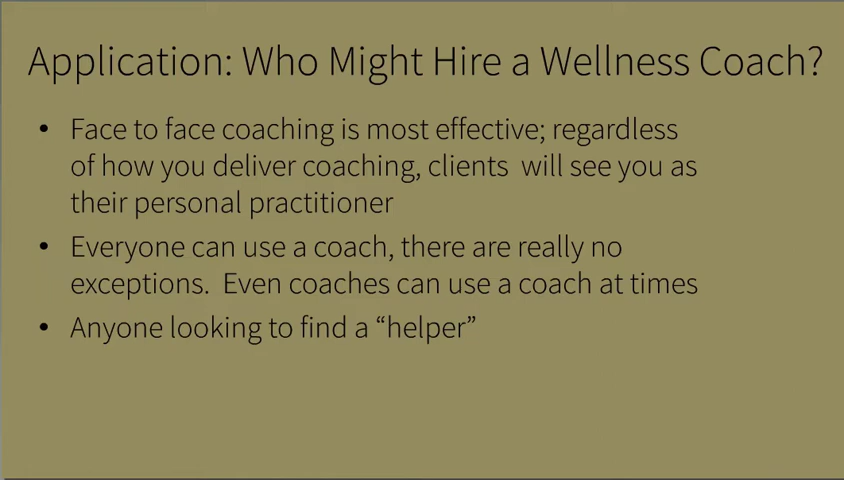 Application: Who Might Hire a Wellness Coach?
• Face to face coaching is most effective; regardless
of how you deliver coaching, clients  will see you as
their personal practitioner
• Everyone can use a coach, there are really no
exceptions.  Even coaches can use a coach at times
• Anyone looking to find a “helper”